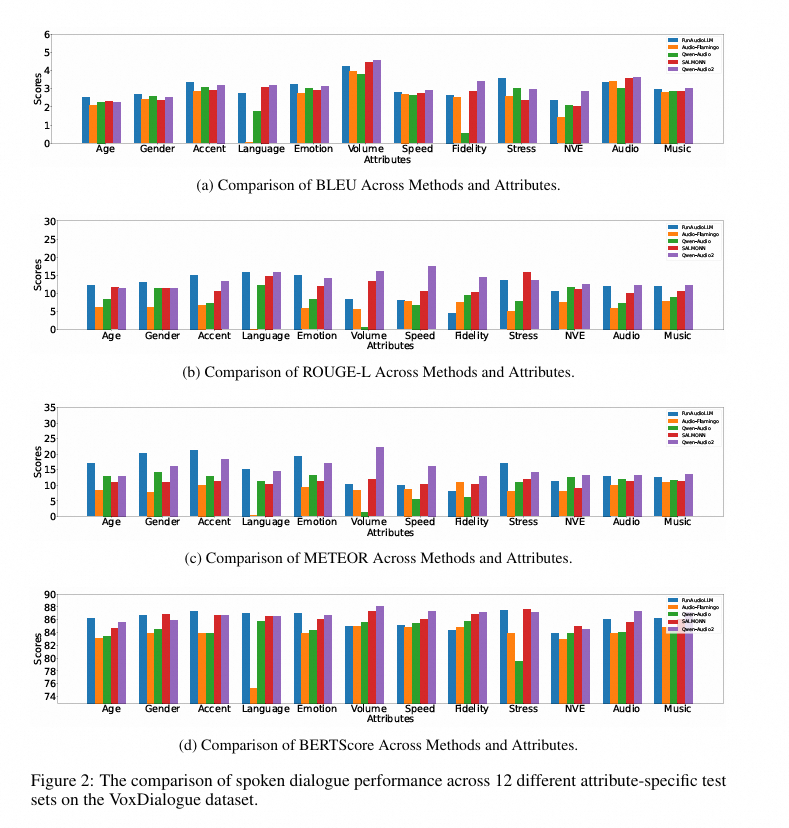 6
5
4
3
2
1
0
Scores
FunAudioLLM
Audio-Flamingo
Qwen-Audio
SALMONN
Qwen-Audio2
Age Gender Accent Language Emotion Volume Speed Fidelity Stress NVE Audio Music
Attributes
(a) Comparison of BLEU Across Methods and Attributes.
30
25
20
15
10
5
0
Scores
FunAudioLLM
Audio-Flamingo
Qwen-Audio
SALMONN
Qwen-Audio2
Age Gender Accent Language Emotion Volume Speed Fidelity Stress NVE Audio Music
Attributes
(b) Comparison of ROUGE-L Across Methods and Attributes.
35
30
25
20
15
10
5
0
Scores
FunAudioLLM
Audio-Flamingo
Qwen-Audio
SALMONN
Qwen-Audio2
Age Gender Accent Language Emotion Volume Speed Fidelity Stress NVE Audio Music
Attributes
(c) Comparison of METEOR Across Methods and Attributes.
90
88
86
84
82
80
78
76
74
Scores
FunAudioLLM
Audio-Flamingo
Qwen-Audio
SALMONN
Qwen-Audio2
Age Gender Accent Language Emotion Volume Speed Fidelity Stress NVE Audio Music
Attributes
(d) Comparison of BERTScore Across Methods and Attributes.
Figure 2: The comparison of spoken dialogue performance across 12 different attribute-specific test
sets on the VoxDialogue dataset.